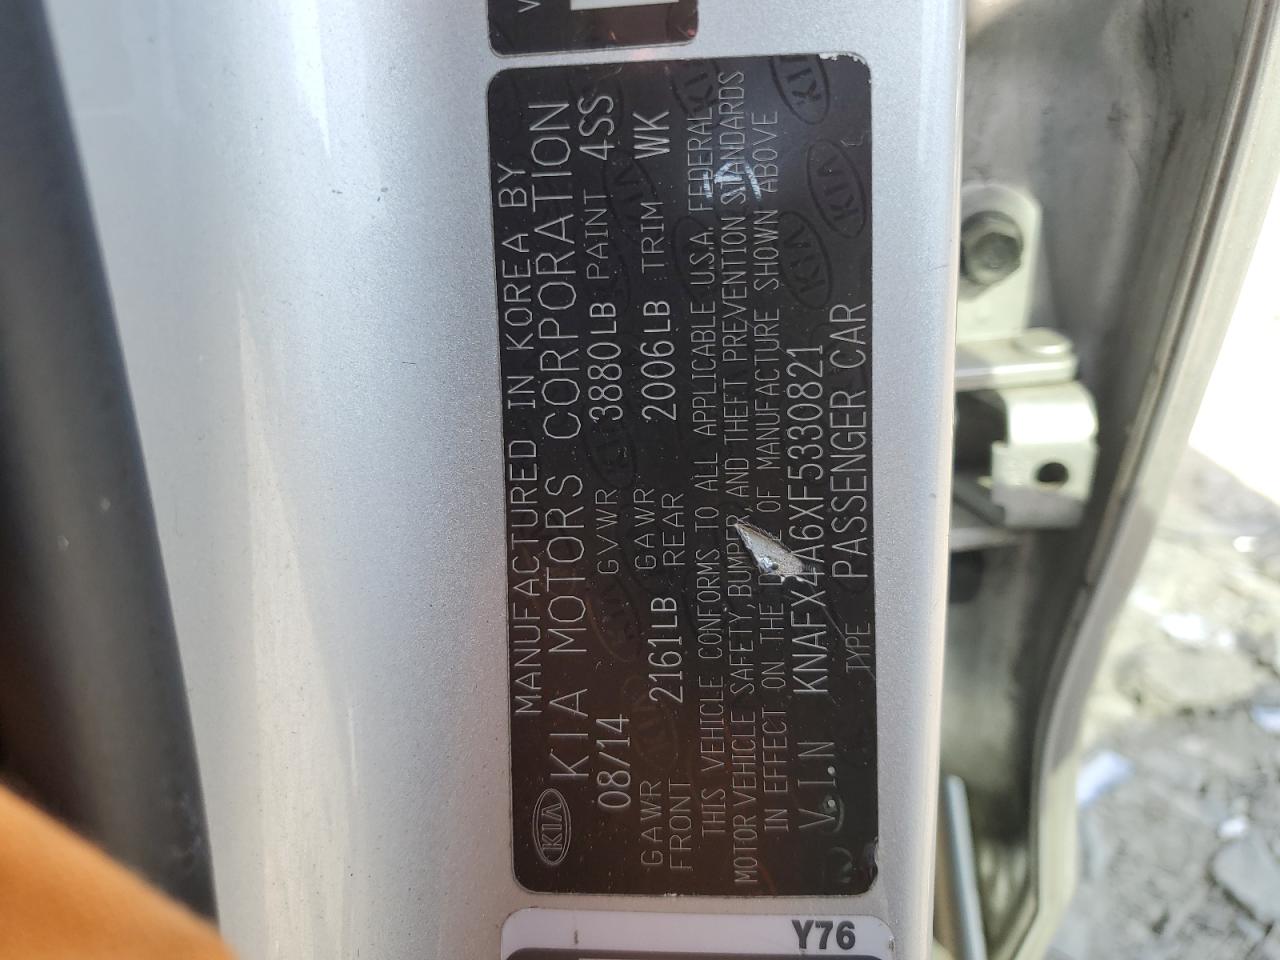 MANUFACTURED IN KOREA BY
KIA KIA MOTORS CORPORATION
08/14 GVWR 3880LB PAINT 4SS
GAWR FRONT 2161LB GAWR REAR 2006LB TRIM WK
THIS VEHICLE CONFORMS TO ALL APPLICABLE U.S.A. FEDERAL
MOTOR VEHICLE SAFETY, BUMPER, AND THEFT PREVENTION STANDARDS
IN EFFECT ON THE OF MANUFACTURE SHOWN ABOVE
V.I.N KNAFX4A6XF5330821
TYPE PASSENGER CAR
Y76